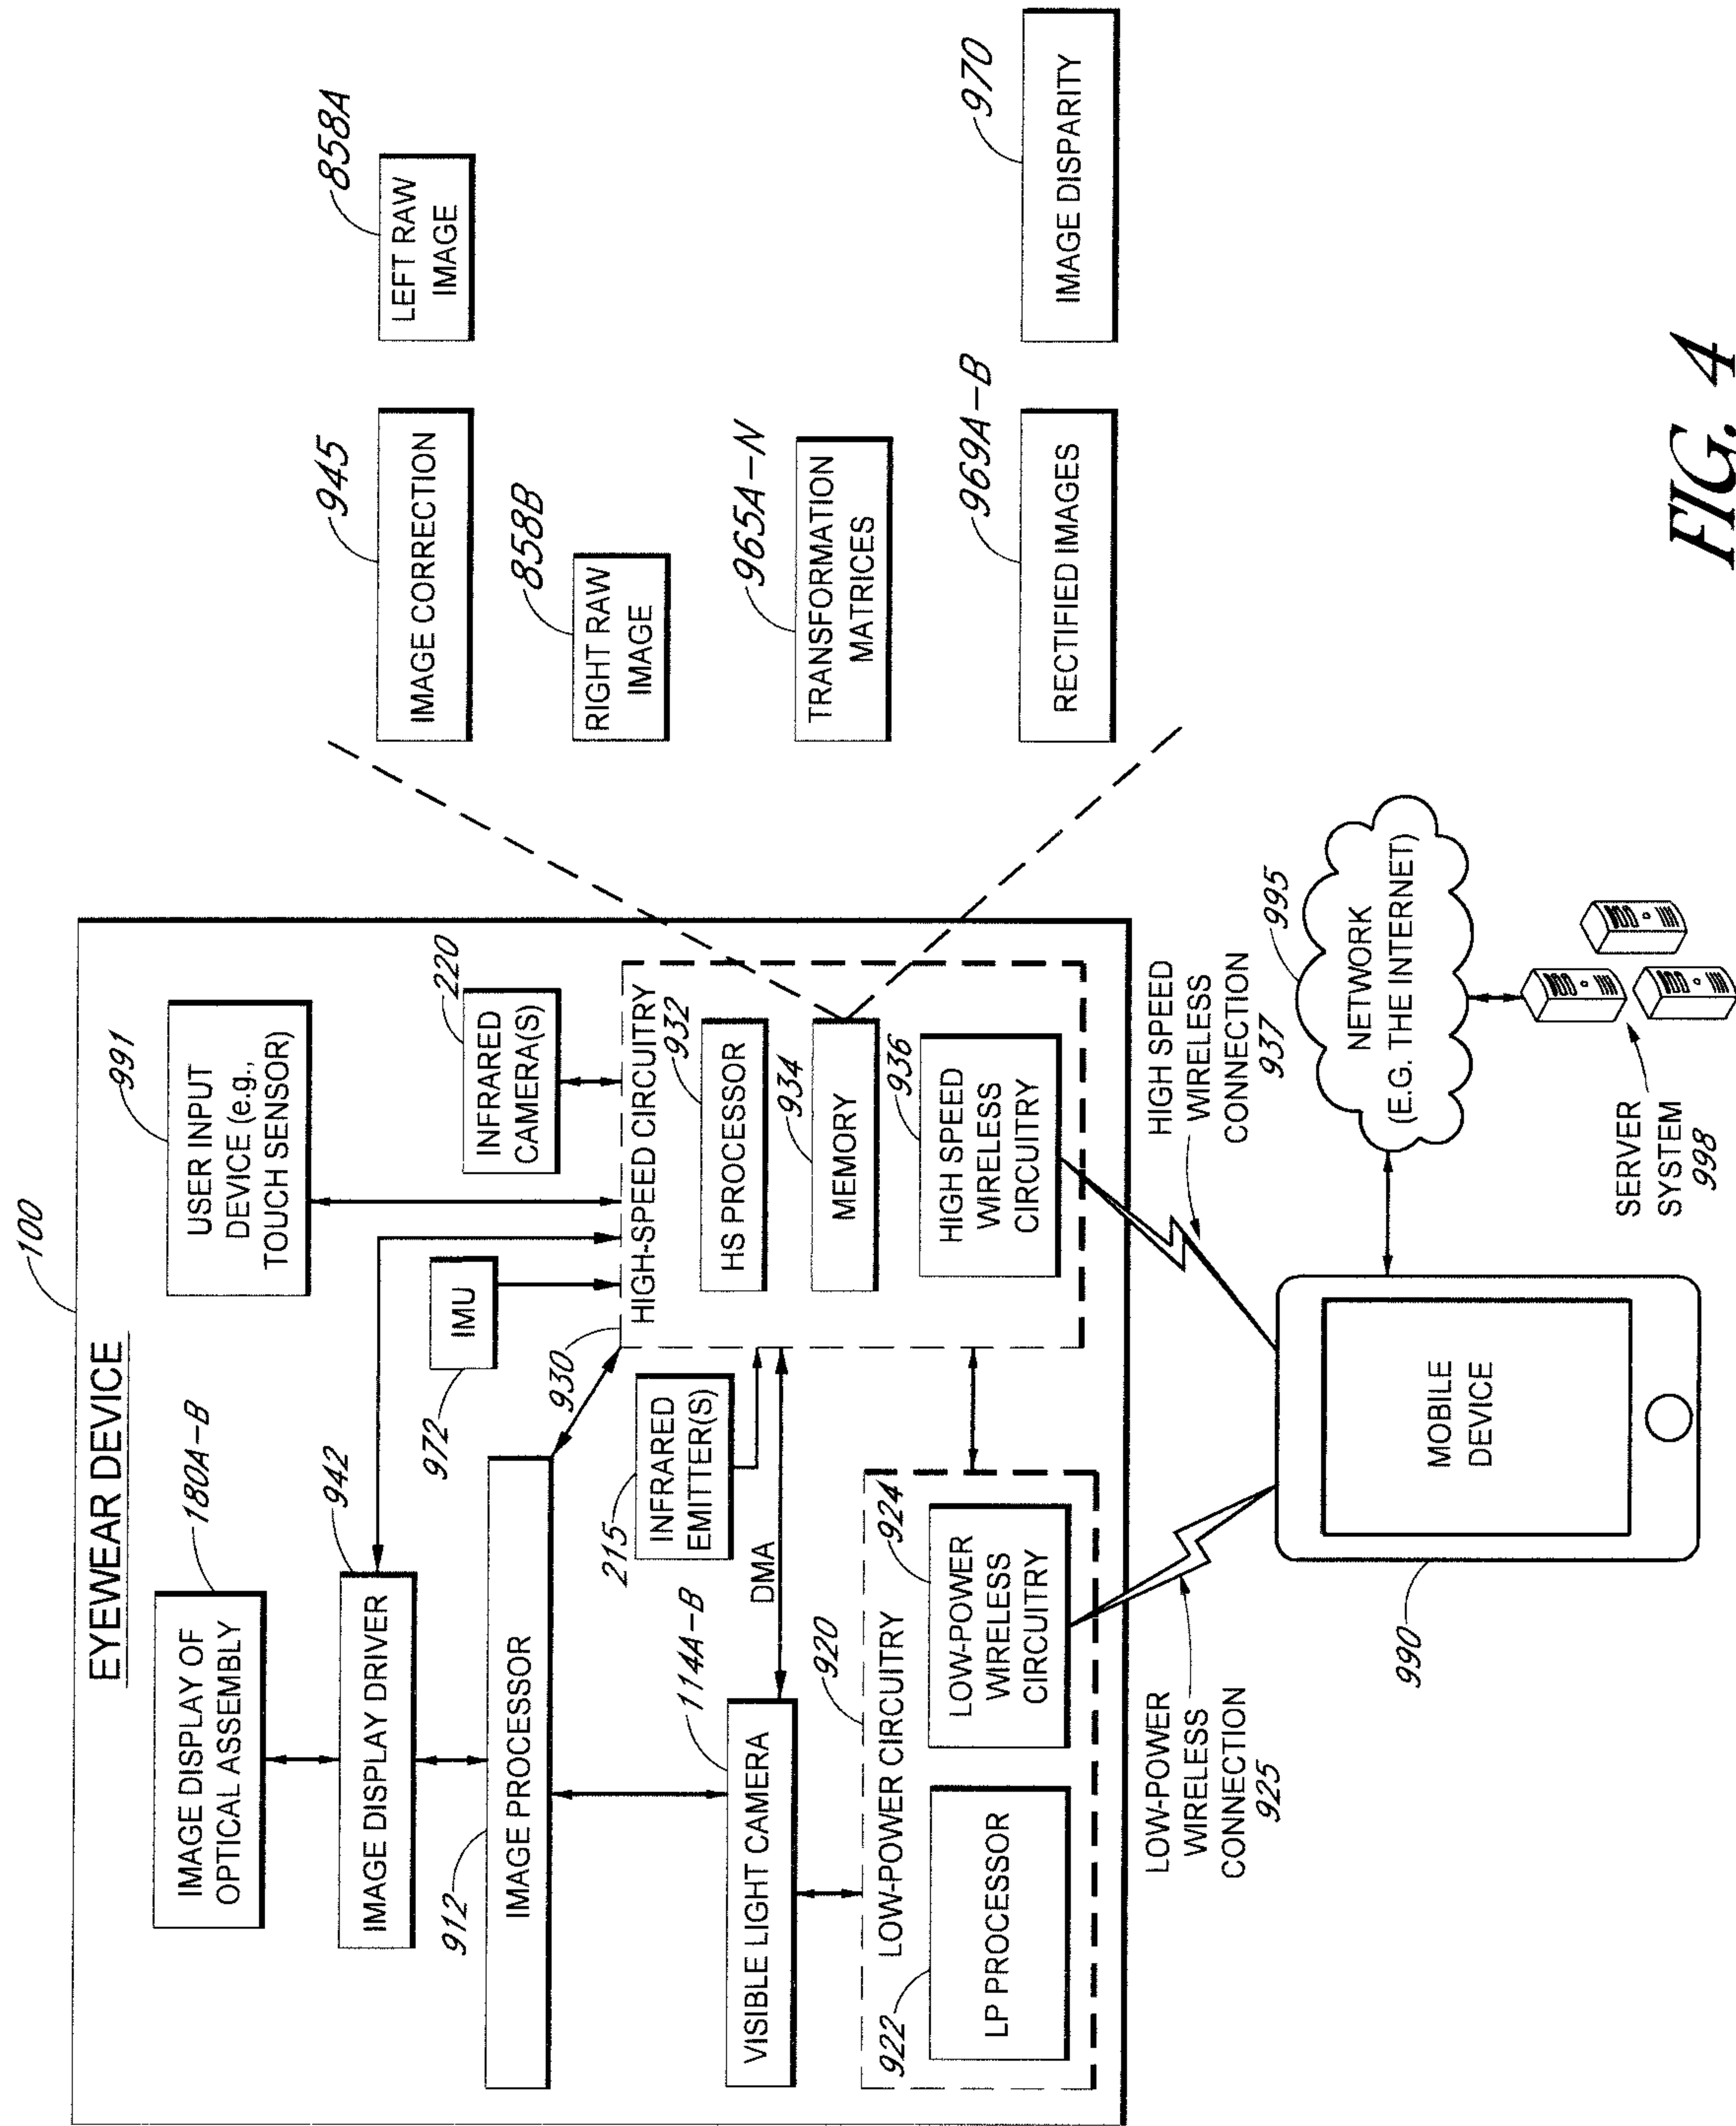 100
EYEWEAR DEVICE
IMAGE DISPLAY OF
OPTICAL ASSEMBLY
180A-B
USER INPUT
DEVICE (e.g.,
TOUCH SENSOR)
991
IMAGE DISPLAY DRIVER
942
IMU
972
INFRARED
CAMERA(S)
220
912
IMAGE PROCESSOR
930
HIGH-SPEED CIRCUITRY
215
INFRARED
EMITTER(S)
HS PROCESSOR
932
DMA
VISIBLE LIGHT CAMERA
114A-B
MEMORY
934
LOW-POWER CIRCUITRY
920
922
LP PROCESSOR
LOW-POWER
WIRELESS
CIRCUITRY
924
HIGH SPEED
WIRELESS
CIRCUITRY
936
LOW-POWER
WIRELESS
CONNECTION
925
HIGH SPEED
WIRELESS
CONNECTION
937
990
MOBILE
DEVICE
NETWORK
(E.G. THE INTERNET)
995
SERVER
SYSTEM
998
IMAGE CORRECTION
945
LEFT RAW
IMAGE
858A
RIGHT RAW
IMAGE
858B
TRANSFORMATION
MATRICES
965A-N
RECTIFIED IMAGES
969A-B
IMAGE DISPARITY
970
FIG. 4